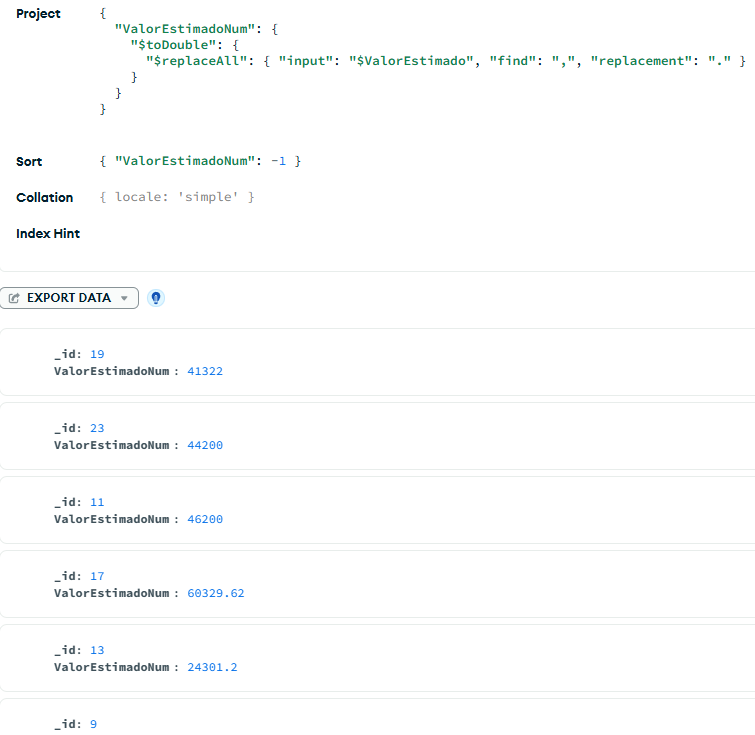 Project {
"ValorEstimadoNum": {
"$toDouble": {
"$replaceAll": { "input": "$ValorEstimado", "find": ",", "replacement": "." }
}
}
}
Sort { "ValorEstimadoNum": -1 }
Collation { locale: 'simple' }
Index Hint
EXPORT DATA
_id: 19
ValorEstimadoNum : 41322
_id: 23
ValorEstimadoNum : 44200
_id: 11
ValorEstimadoNum : 46200
_id: 17
ValorEstimadoNum : 60329.62
_id: 13
ValorEstimadoNum : 24301.2
_id: 9